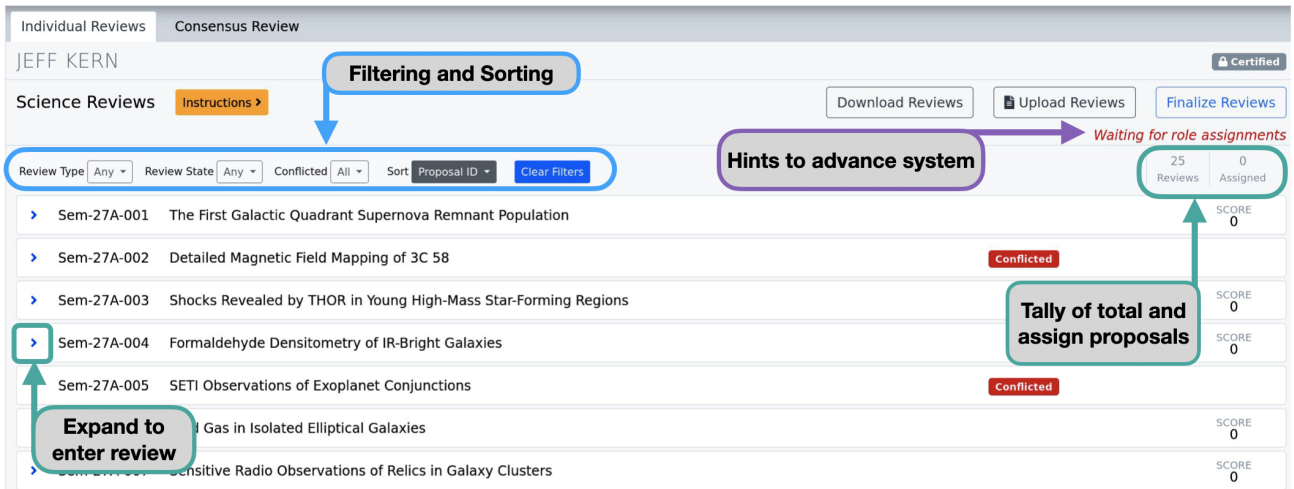 Individual Reviews Consensus Review
JEFF KERN
Certified
Filtering and Sorting
Science Reviews Instructions >
Download Reviews Upload Reviews Finalize Reviews
Waiting for role assignments
Hints to advance system
Review Type Any Review State Any Conflicted All Sort Proposal ID Clear Filters
25 0
Reviews Assigned
Sem-27A-001 The First Galactic Quadrant Supernova Remnant Population SCORE
0
Sem-27A-002 Detailed Magnetic Field Mapping of 3C 58 Conflicted
Sem-27A-003 Shocks Revealed by THOR in Young High-Mass Star-Forming Regions SCORE
0
Tally of total and
assign proposals
Sem-27A-004 Formaldehyde Densitometry of IR-Bright Galaxies SCORE
0
Sem-27A-005 SETI Observations of Exoplanet Conjunctions Conflicted
Expand to
enter review
Gas in Isolated Elliptical Galaxies SCORE
0
Sensitive Radio Observations of Relics in Galaxy Clusters SCORE
0